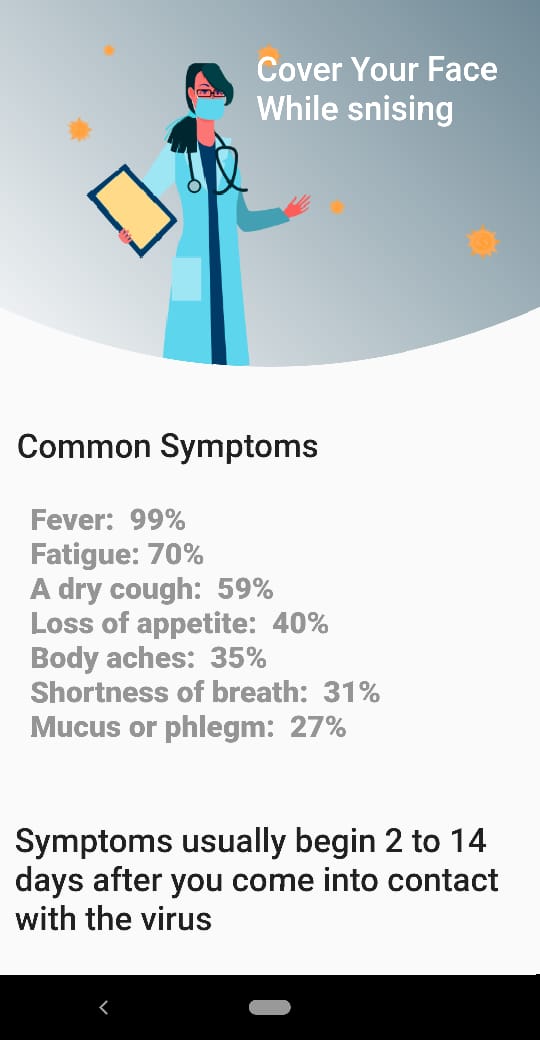 Cover Your Face
While snising
Common Symptoms
Fever: 99%
Fatigue: 70%
A dry cough: 59%
Loss of appetite: 40%
Body aches: 35%
Shortness of breath: 31%
Mucus or phlegm: 27%
Symptoms usually begin 2 to 14
days after you come into contact
with the virus